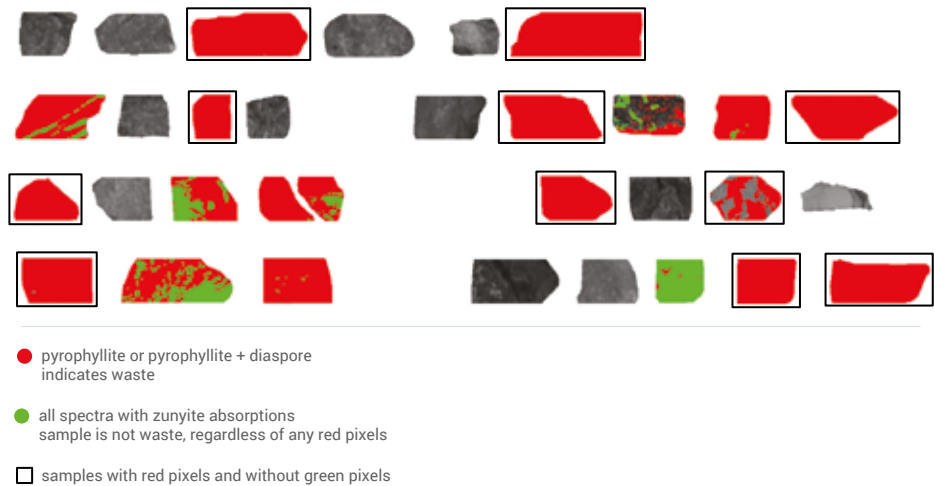 pyrophyllite or pyrophyllite + diaspore
indicates waste
all spectra with zunyite absorptions
sample is not waste, regardless of any red pixels
samples with red pixels and without green pixels